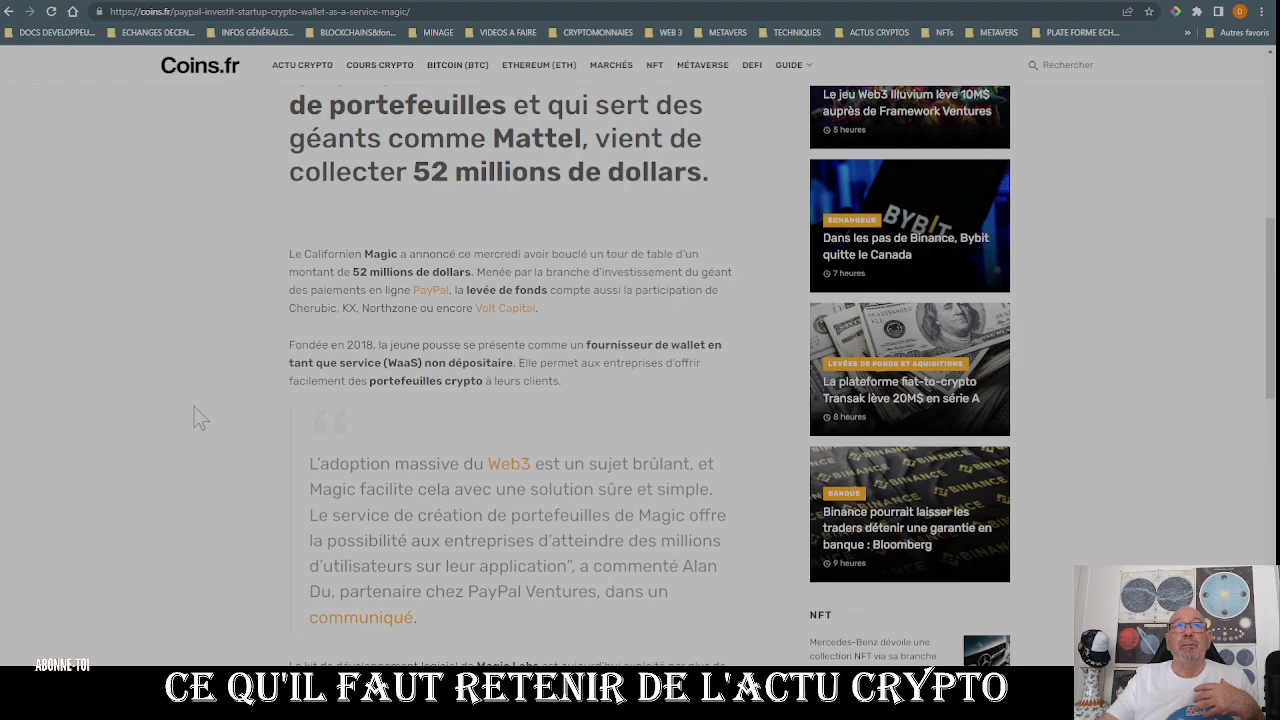 https://coins.fr/paypal-investit-startup-crypto-wallet-as-a-service-magic/
D
DOCS DEVELOPPEU...
ECHANGES DECEN...
INFOS GÉNÉRALES...
BLOCKCHAINS&fon...
MINAGE
VIDEOS A FAIRE
CRYPTOMONNAIES
WEB 3
METAVERS
TECHNIQUES
ACTUS CRYPTOS
NFTs
METAVERS
PLATE FORME ECH...
»
Autres favoris
Coins.fr
ACTU CRYPTO
COURS CRYPTO
BITCOIN (BTC)
ETHEREUM (ETH)
MARCHÉS
NFT
MÉTAVERSE
DEFI
GUIDE
Rechercher
de portefeuilles et qui sert des
géants comme Mattel, vient de
collecter 52 millions de dollars.
Le Californien Magic a annoncé ce mercredi avoir bouclé un tour de table d'un
montant de 52 millions de dollars. Menée par la branche d'investissement du géant
des paiements en ligne PayPal, la levée de fonds compte aussi la participation de
Cherubic, KX, Northzone ou encore Volt Capital.
Fondée en 2018, la jeune pousse se présente comme un fournisseur de wallet en
tant que service (WaaS) non dépositaire. Elle permet aux entreprises d'offrir
facilement des portefeuilles crypto à leurs clients.
“
L'adoption massive du Web3 est un sujet brûlant, et
Magic facilite cela avec une solution sûre et simple.
Le service de création de portefeuilles de Magic offre
la possibilité aux entreprises d'atteindre des millions
d'utilisateurs sur leur application”, a commenté Alan
Du, partenaire chez PayPal Ventures, dans un
communiqué.
Le kit de développement logiciel de Magic Labs est aujourd'hui exploité par plus de
Le jeu Web3 Illuvium lève 10M$
auprès de Framework Ventures
5 heures
BYBIT
ECHANGEUR
Dans les pas de Binance, Bybit
quitte le Canada
7 heures
LEVÉES DE FONDS ET AQUISITIONS
La plateforme fiat-to-crypto
Transak lève 20M$ en série A
8 heures
BINANCE
BANQUE
Binance pourrait laisser les
traders détenir une garantie en
banque : Bloomberg
9 heures
NFT
Mercedes-Benz dévoile une
collection NFT via sa branche
ABONNE-TOI
CE QU'IL FAUT RETENIR DE L'ACTU CRYPTO